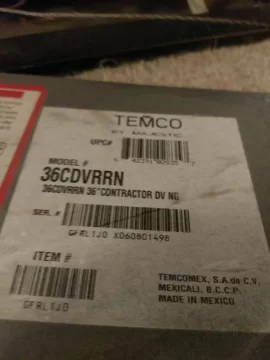 TEMCO
BY MAJESTIC
UPC#
MODEL #
36CDVRRN
36CDVRRN 36"CONTRACTOR DV NG
SER. #
GFRL1J0 X060801498
ITEM #
GFRL1J0
TEMCOMEX, S.A.de C.V.
MEXICALI, B.C.C.P.
MADE IN MEXICO